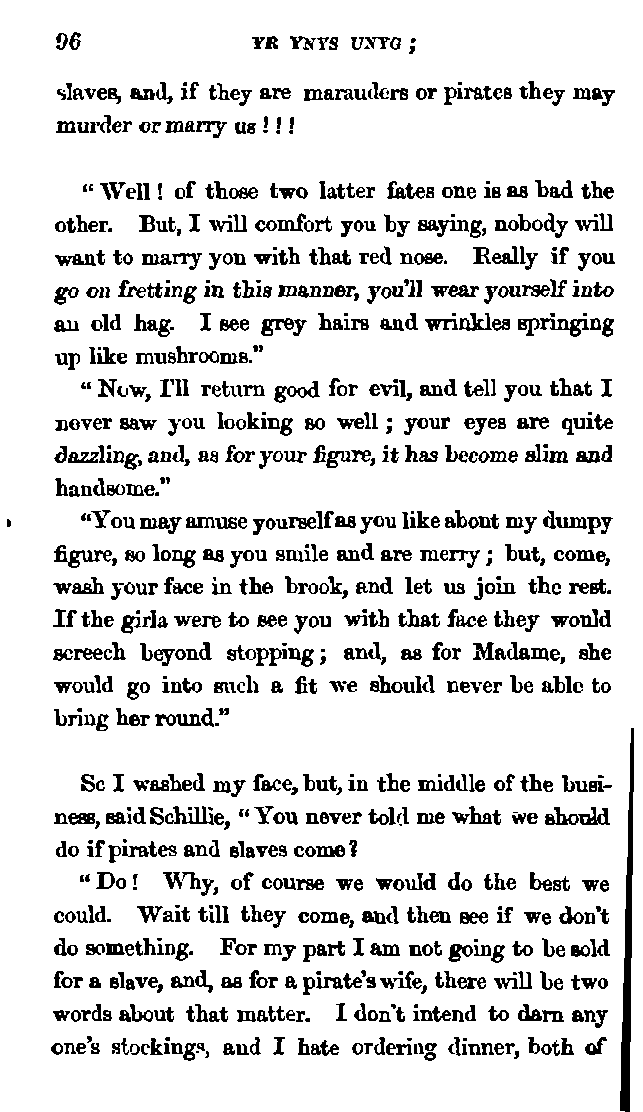 96 YR YNYS UNYG ;
slaves, and, if they are marauders or pirates they may
murder or marry us ! ! !
“ Well ! of those two latter fates one is as bad the
other. But, I will comfort you by saying, nobody will
want to marry you with that red nose. Really if you
go on fretting in this manner, you’ll wear yourself into
an old hag. I see grey hairs and wrinkles springing
up like mushrooms.”
“ Now, I’ll return good for evil, and tell you that I
never saw you looking so well ; your eyes are quite
dazzling, and, as for your figure, it has become slim and
handsome.”
“You may amuse yourself as you like about my dumpy
figure, so long as you smile and are merry ; but, come,
wash your face in the brook, and let us join the rest.
If the girls were to see you with that face they would
screech beyond stopping ; and, as for Madame, she
would go into such a fit we should never be able to
bring her round.”
So I washed my face, but, in the middle of the busi-
ness, said Schillie, “ You never told me what we should
do if pirates and slaves come ?
“ Do ! Why, of course we would do the best we
could. Wait till they come, and then see if we don’t
do something. For my part I am not going to be sold
for a slave, and, as for a pirate’s wife, there will be two
words about that matter. I don’t intend to darn any
one’s stockings, and I hate ordering dinner, both of